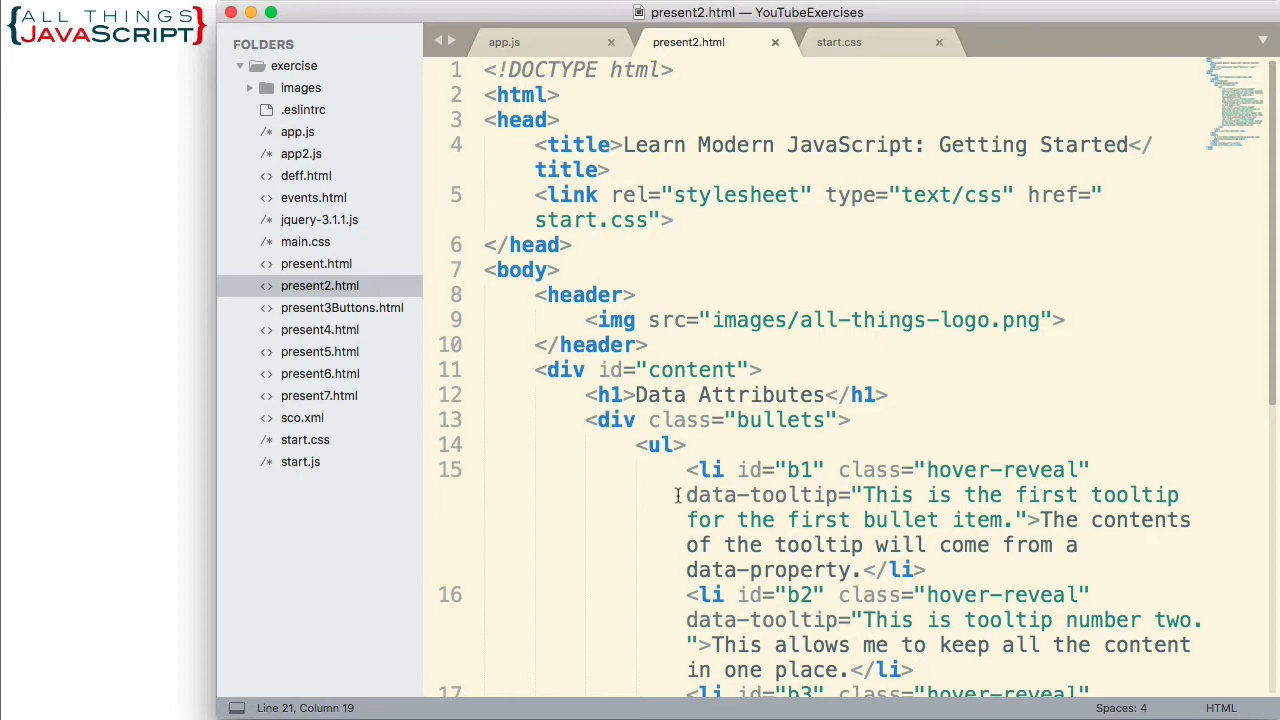 ALL THINGS
JAVASCRIPT
present2.html — YouTubeExercises
FOLDERS
exercise
images
.eslintrc
app.js
app2.js
deff.html
events.html
jquery-3.1.1.js
main.css
present.html
present2.html
present3Buttons.html
present4.html
present5.html
present6.html
present7.html
sco.xml
start.css
start.js
app.js
present2.html
start.css
1 <!DOCTYPE html>
2 <html>
3 <head>
4 <title>Learn Modern JavaScript: Getting Started</
title>
5 <link rel="stylesheet" type="text/css" href="
start.css">
6 </head>
7 <body>
8 <header>
9 <img src="images/all-things-logo.png">
10 </header>
11 <div id="content">
12 <h1>Data Attributes</h1>
13 <div class="bullets">
14 <ul>
15 <li id="b1" class="hover-reveal"
data-tooltip="This is the first tooltip
for the first bullet item.">The contents
of the tooltip will come from a
data-property.</li>
16 <li id="b2" class="hover-reveal"
data-tooltip="This is tooltip number two.
">This allows me to keep all the content
in one place.</li>
17 <li id="b3" class="hover-reveal"
Line 21, Column 19
Spaces: 4
HTML